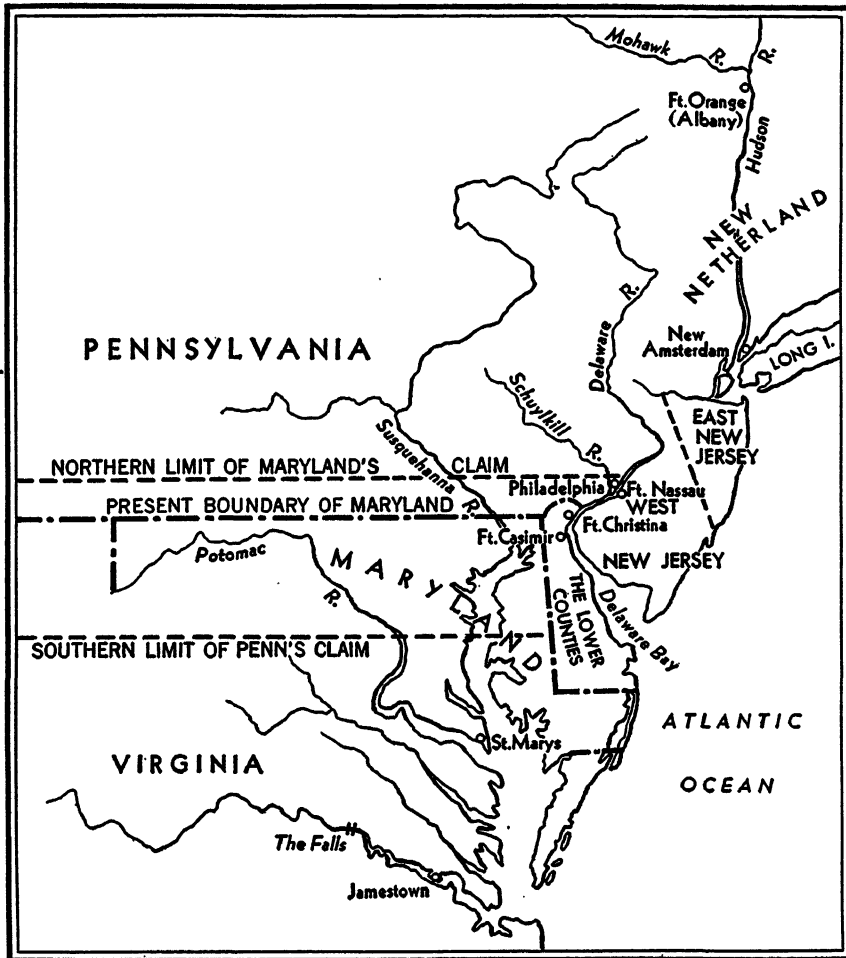 Mohawk R.
R.
Ft. Orange
(Albany)
Hudson
NEW
NETHERLAND
Delaware R.
New
Amsterdam
LONG I.
PENNSYLVANIA
Schuylkill R.
EAST
NEW
JERSEY
Susquehanna R.
NORTHERN LIMIT OF MARYLAND'S CLAIM
Philadelphia
Ft. Nassau
WEST
NEW JERSEY
PRESENT BOUNDARY OF MARYLAND
Ft. Christina
Ft. Casimir
Potomac R.
MARYLAND
THE LOWER
COUNTIES
Delaware Bay
SOUTHERN LIMIT OF PENN'S CLAIM
ATLANTIC
OCEAN
St. Marys
VIRGINIA
The Falls
Jamestown